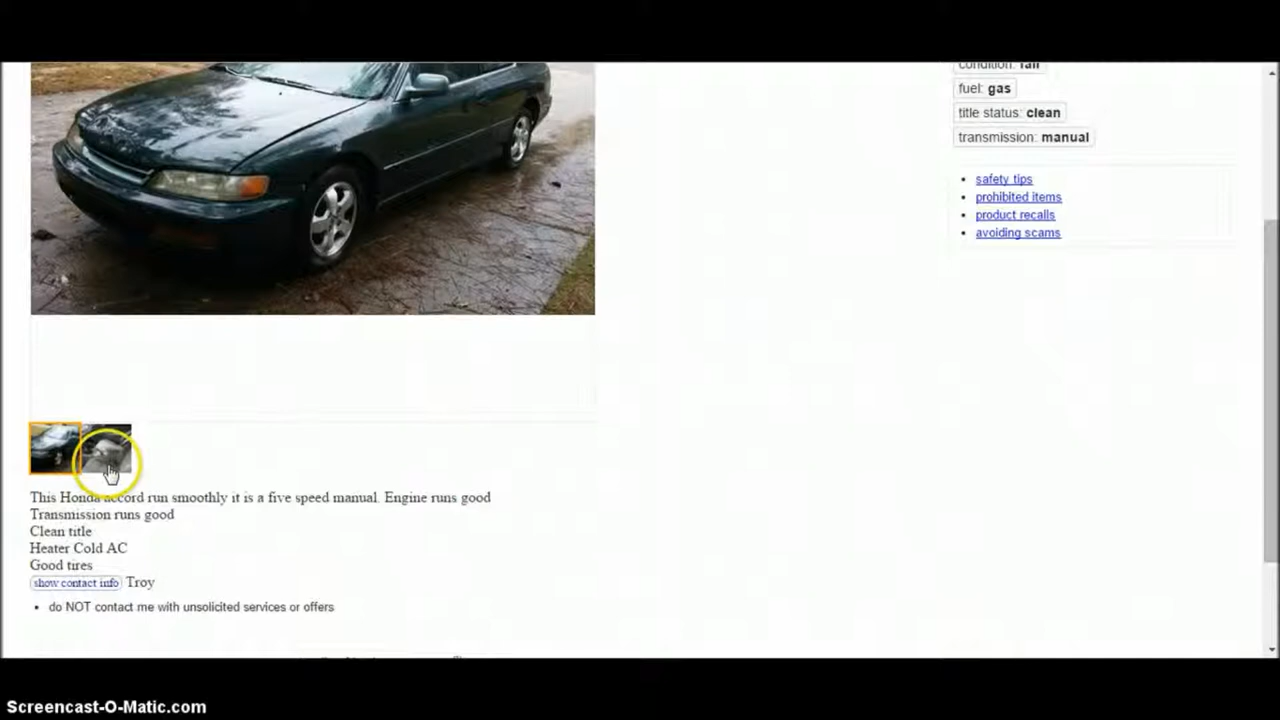 condition: fair
fuel: gas
title status: clean
transmission: manual
safety tips
prohibited items
product recalls
avoiding scams
This Honda accord run smoothly it is a five speed manual. Engine runs good
Transmission runs good
Clean title
Heater Cold AC
Good tires
show contact info Troy
do NOT contact me with unsolicited services or offers
Screencast-O-Matic.com